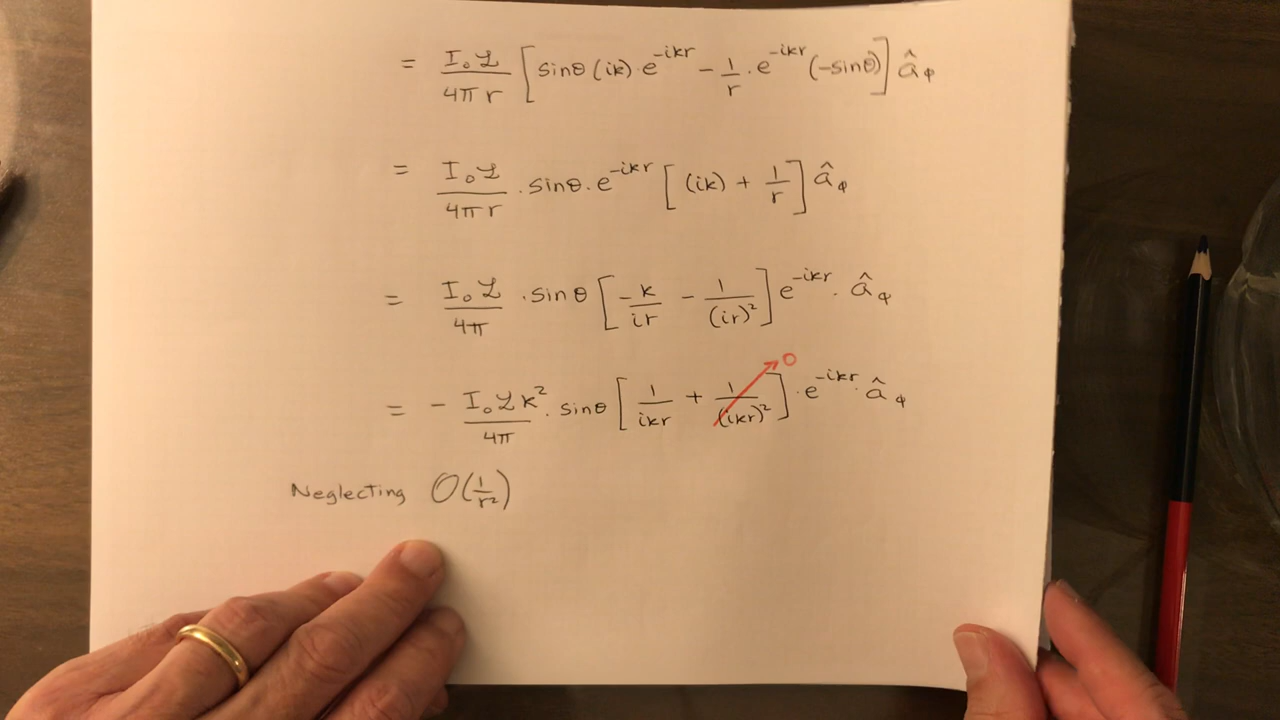 = I₀ℒ/4πr [sinθ(ik)·e^-ikr - 1/r·e^-ikr(-sinθ)] â_φ
= I₀ℒ/4πr ·sinθ·e^-ikr [(ik) + 1/r] â_φ
= I₀ℒ/4π ·sinθ [-k/ir - 1/(ir)²] e^-ikr· â_φ
= - I₀ℒk²/4π ·sinθ [1/ikr + 1/(ikr)²]·e^-ikr· â_φ
0
Neglecting O(1/r²)